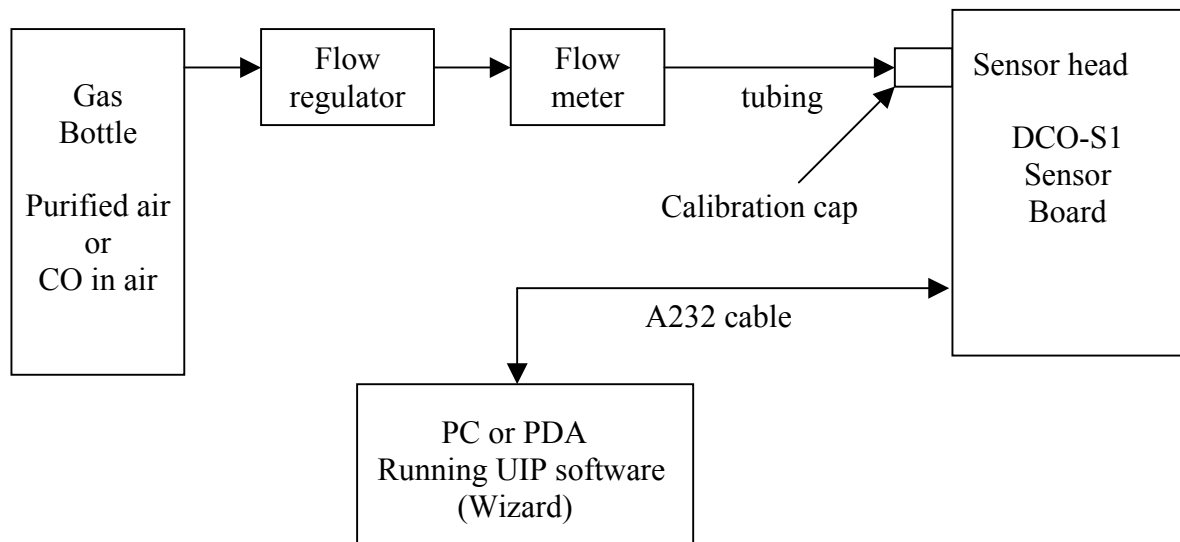 Gas
Bottle
Purified air
or
CO in air
Flow
regulator
Flow
meter
tubing
Calibration cap
Sensor head
DCO-S1
Sensor
Board
A232 cable
PC or PDA
Running UIP software
(Wizard)